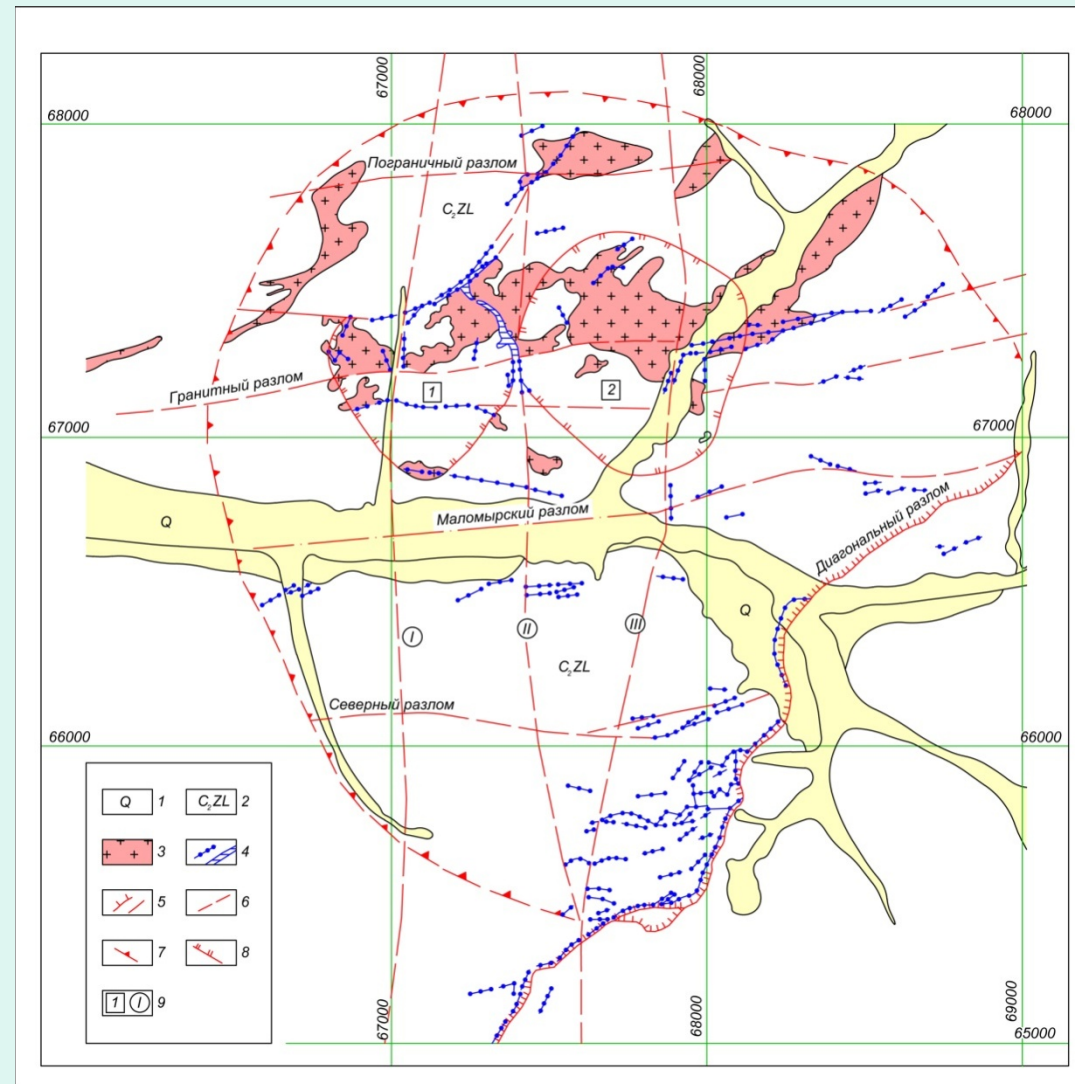 67000
68000
68000
68000
Пограничный разлом
C₂ZL
Гранитный разлом
1
2
67000
67000
Q
Маломырский разлом
Диагональный разлом
Q
I
II
III
C₂ZL
Северный разлом
66000
66000
Q 1
C₂ZL 2
3
4
5
6
7
8
1 I 9
67000
68000
69000
65000